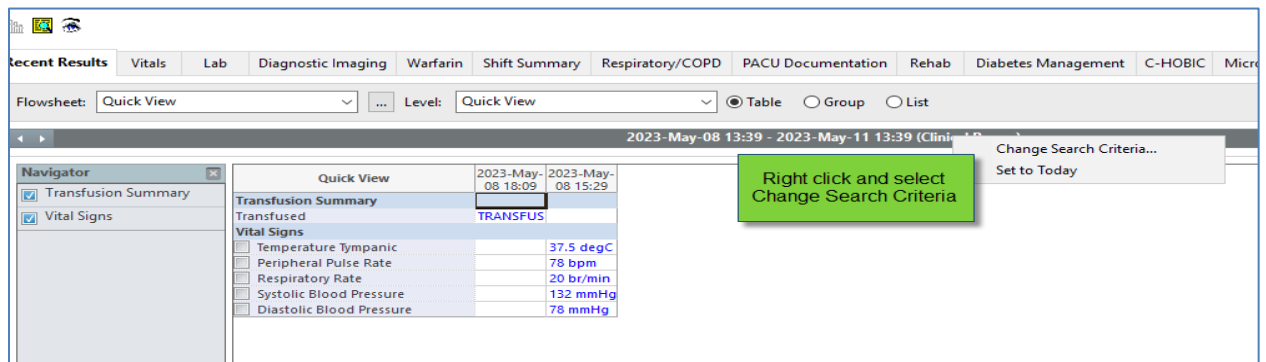 Recent Results Vitals Lab Diagnostic Imaging Warfarin Shift Summary Respiratory/COPD PACU Documentation Rehab Diabetes Management C-HOBIC
Flowsheet: Quick View ... Level: Quick View Table Group List
2023-May-08 13:39 - 2023-May-11 13:39
Change Search Criteria...
Set to Today
Right click and select
Change Search Criteria
Navigator
Transfusion Summary
Vital Signs
Quick View 2023-May- 2023-May-
08 18:09 08 15:29
Transfusion Summary
Transfused TRANSFUS
Vital Signs
Temperature Tympanic 37.5 degC
Peripheral Pulse Rate 78 bpm
Respiratory Rate 20 br/min
Systolic Blood Pressure 132 mmHg
Diastolic Blood Pressure 78 mmHg